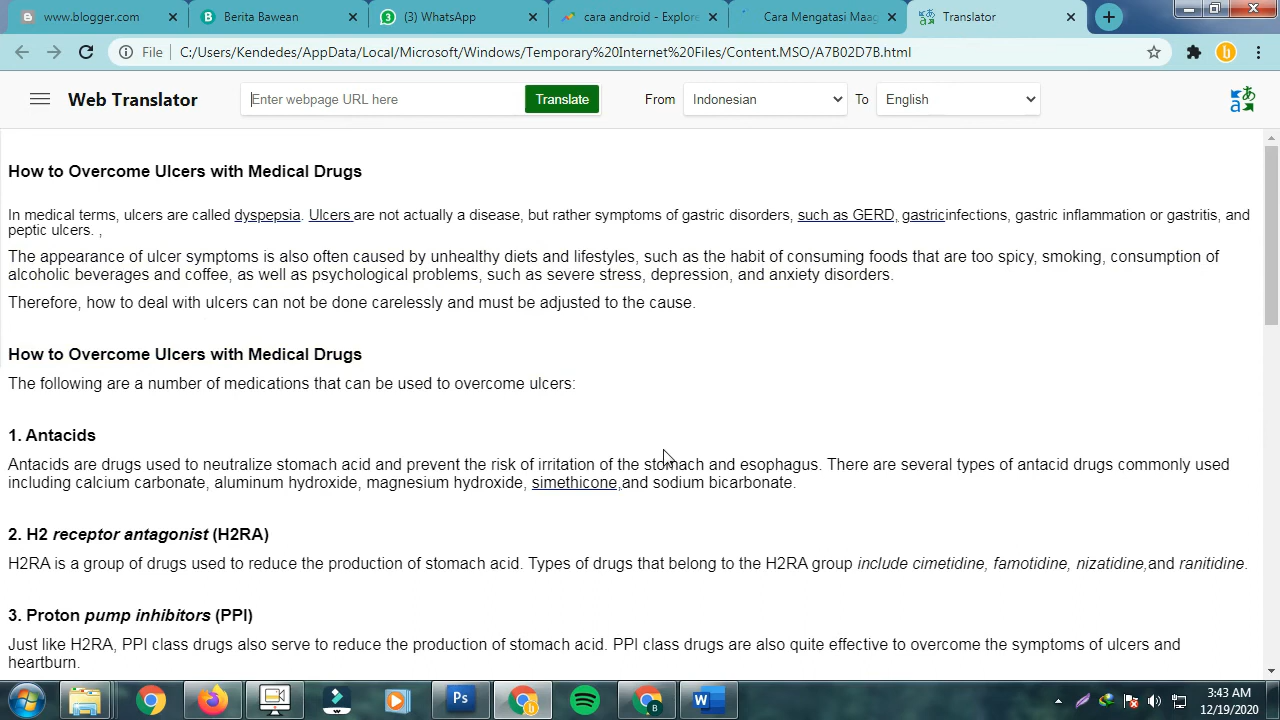 www.blogger.com
Berita Bawean
(3) WhatsApp
cara android - Explore
Cara Mengatasi Maag
Translator
File
C:/Users/Kendedes/AppData/Local/Microsoft/Windows/Temporary%20Internet%20Files/Content.MSO/A7B02D7B.html
Web Translator
Enter webpage URL here
Translate
From
Indonesian
To
English
How to Overcome Ulcers with Medical Drugs
In medical terms, ulcers are called dyspepsia. Ulcers are not actually a disease, but rather symptoms of gastric disorders, such as GERD, gastricinfections, gastric inflammation or gastritis, and
peptic ulcers. ,
The appearance of ulcer symptoms is also often caused by unhealthy diets and lifestyles, such as the habit of consuming foods that are too spicy, smoking, consumption of
alcoholic beverages and coffee, as well as psychological problems, such as severe stress, depression, and anxiety disorders.
Therefore, how to deal with ulcers can not be done carelessly and must be adjusted to the cause.
How to Overcome Ulcers with Medical Drugs
The following are a number of medications that can be used to overcome ulcers:
1. Antacids
Antacids are drugs used to neutralize stomach acid and prevent the risk of irritation of the stomach and esophagus. There are several types of antacid drugs commonly used
including calcium carbonate, aluminum hydroxide, magnesium hydroxide, simethicone,and sodium bicarbonate.
2. H2 receptor antagonist (H2RA)
H2RA is a group of drugs used to reduce the production of stomach acid. Types of drugs that belong to the H2RA group include cimetidine, famotidine, nizatidine,and ranitidine.
3. Proton pump inhibitors (PPI)
Just like H2RA, PPI class drugs also serve to reduce the production of stomach acid. PPI class drugs are also quite effective to overcome the symptoms of ulcers and
heartburn.
3:43 AM
12/19/2020